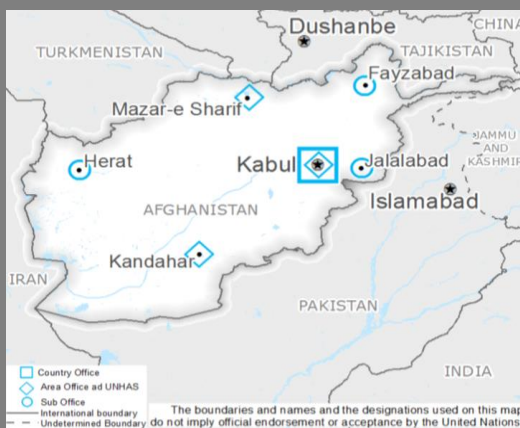 Dushanbe
CHINA
TURKMENISTAN
TAJIKISTAN
Fayzabad
Mazar-e Sharif
JAMMU
AND
KASHMIR
Herat
Kabul
Jalalabad
Islamabad
AFGHANISTAN
Kandahar
IRAN
PAKISTAN
INDIA
Country Office
Area Office ad UNHAS
Sub Office
International boundary
Undetermined Boundary
The boundaries and names and the designations used on this map
do not imply official endorsement or acceptance by the United Nations